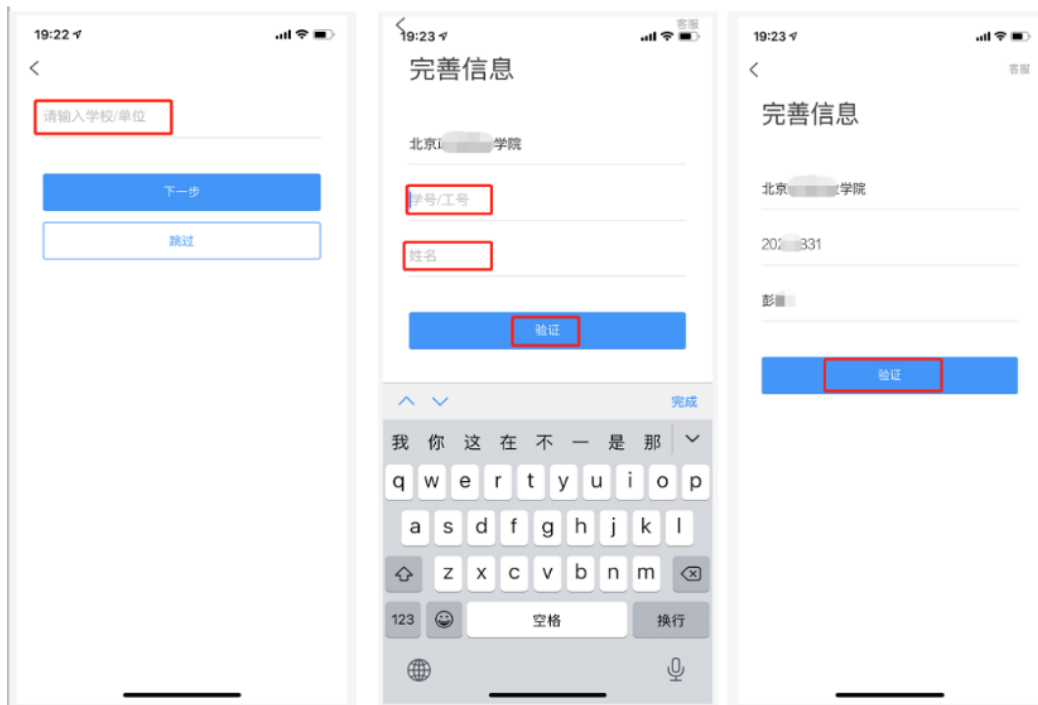 19:22
请输入学校/单位
下一步
跳过
客服
19:23
完善信息
北京 学院
学号/工号
姓名
验证
完成
我 你 这 在 不 一 是 那
q w e r t y u i o p
a s d f g h j k l
z x c v b n m
123 空格 换行
19:23
客服
完善信息
北京 学院
202 831
彭
验证